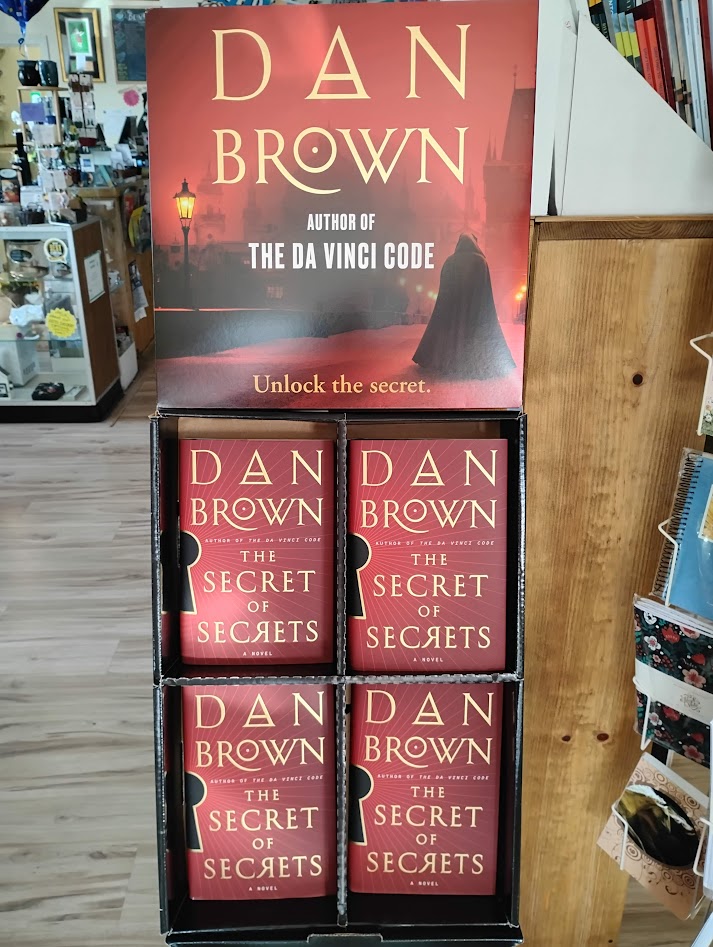 DAN
BROWN
AUTHOR OF
THE DA VINCI CODE
Unlock the secret.
DAN
BROWN
AUTHOR OF THE DA VINCI CODE
THE
SECRET
OF
SECRETS
A NOVEL
DAN
BROWN
AUTHOR OF THE DA VINCI CODE
THE
SECRET
OF
SECRETS
A NOVEL
DAN
BROWN
AUTHOR OF THE DA VINCI CODE
THE
SECRET
OF
SECRETS
A NOVEL
DAN
BROWN
AUTHOR OF THE DA VINCI CODE
THE
SECRET
OF
SECRETS
A NOVEL